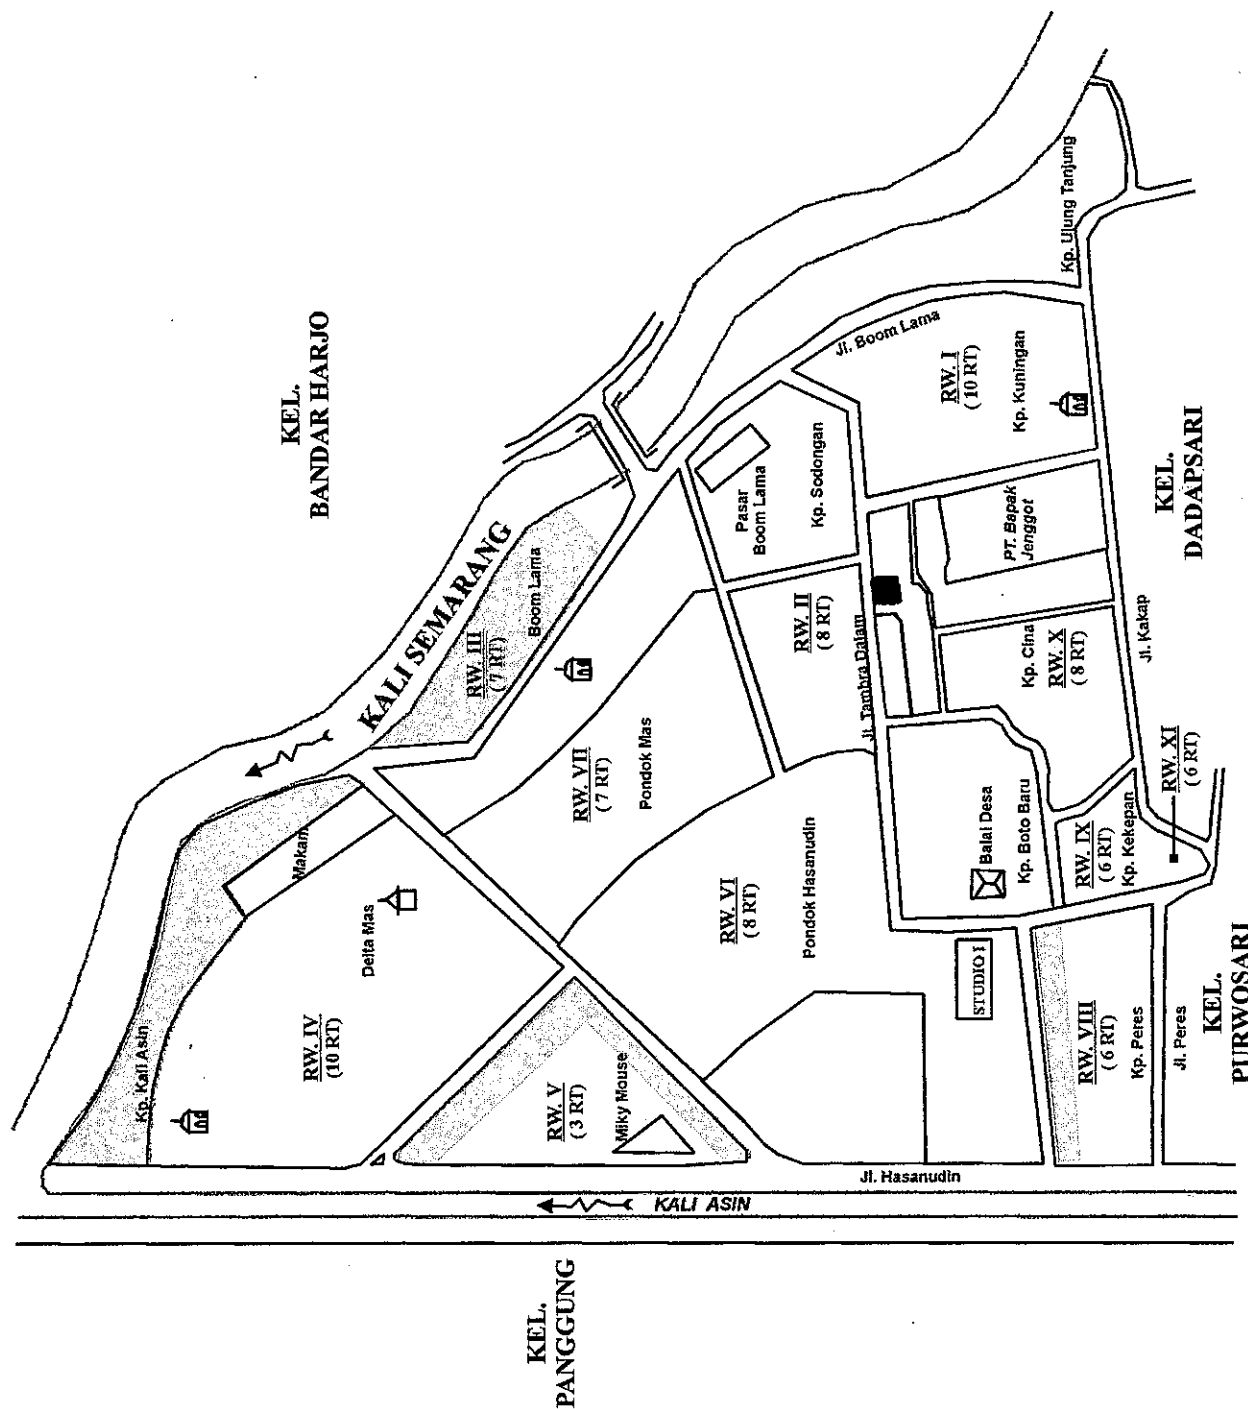 KEL.
BANDAR HARJO
KALI SEMARANG
RW. III
( 7 RT)
Boom Lama
Makam
Kp. Kali Asin
Delta Mas
RW. IV
(10 RT)
RW. V
( 3 RT)
Miky Mouse
RW. VII
( 7 RT)
Pondok Mas
RW. VI
( 8 RT)
Pondok Hasanudin
Pasar
Boom Lama
Kp. Sodongan
RW. II
( 8 RT)
Jl. Tambra Dalam
Jl. Boom Lama
RW. I
( 10 RT)
Kp. Kuningan
Kp. Ujung Tanjung
PT. Bapak
Jenggot
Kp. Cina
RW. X
( 8 RT)
Jl. Kakap
KEL.
DADAPSARI
Balai Desa
Kp. Boto Baru
RW. IX
( 6 RT)
Kp. Kekepan
RW. XI
( 6 RT)
STUDIO I
RW. VIII
( 6 RT)
Kp. Peres
Jl. Peres
KEL.
PURWOSARI
Jl. Hasanudin
KALI ASIN
KEL.
PANGGUNG